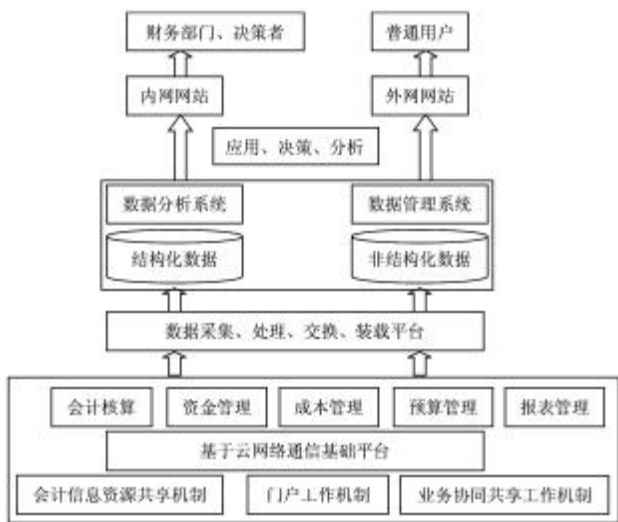 财务部门、决策者
普通用户
内网网站
外网网站
应用、决策、分析
数据分析系统
数据管理系统
结构化数据
非结构化数据
数据采集、处理、交换、装载平台
会计核算
资金管理
成本管理
预算管理
报表管理
基于云网络通信基础平台
会计信息资源共享机制
门户工作机制
业务协同共享工作机制